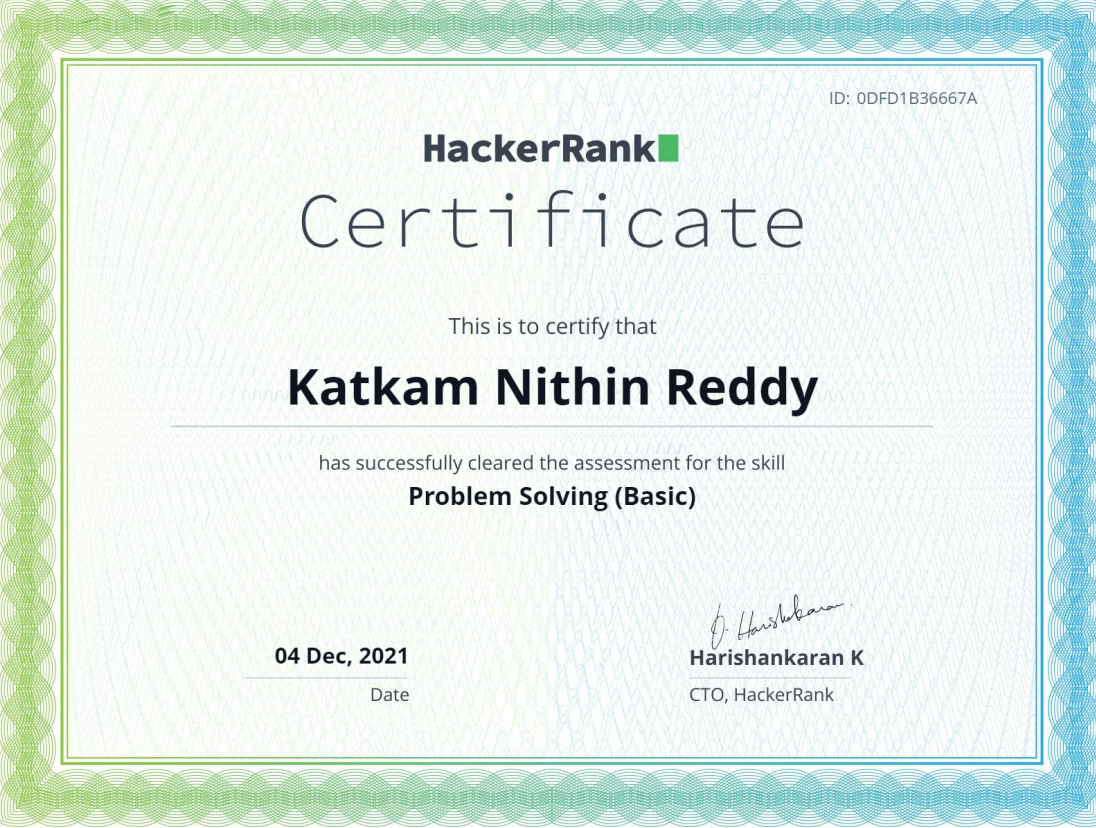 ID: 0DFD1B36667A
HackerRank
Certificate
This is to certify that
Katkam Nithin Reddy
has successfully cleared the assessment for the skill
Problem Solving (Basic)
04 Dec, 2021
Date
Harishankaran K
CTO, HackerRank